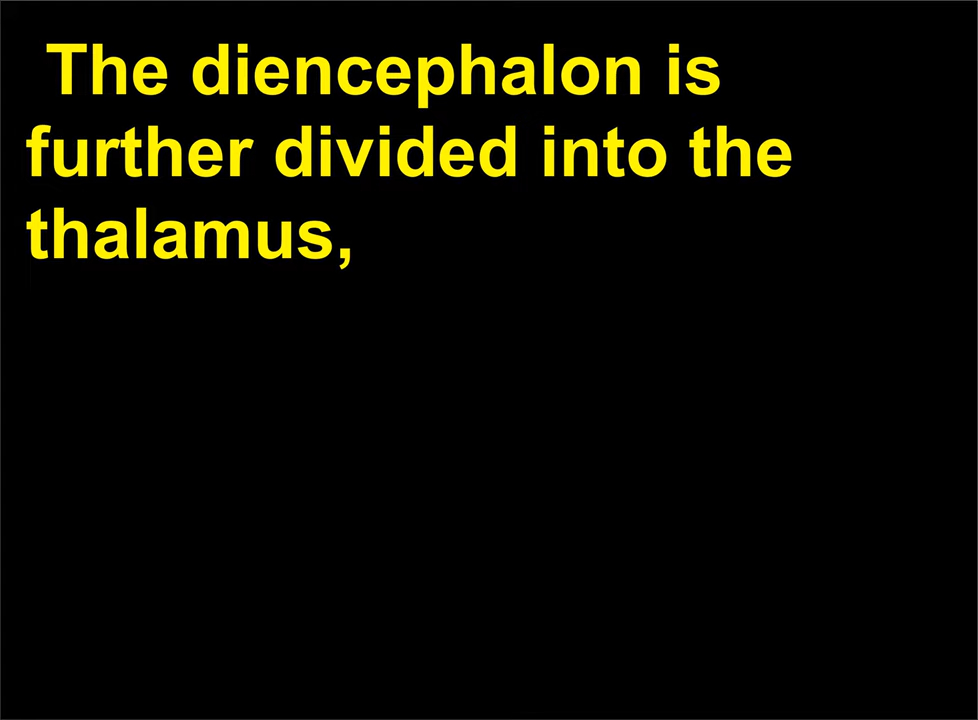 The diencephalon is
further divided into the
thalamus,